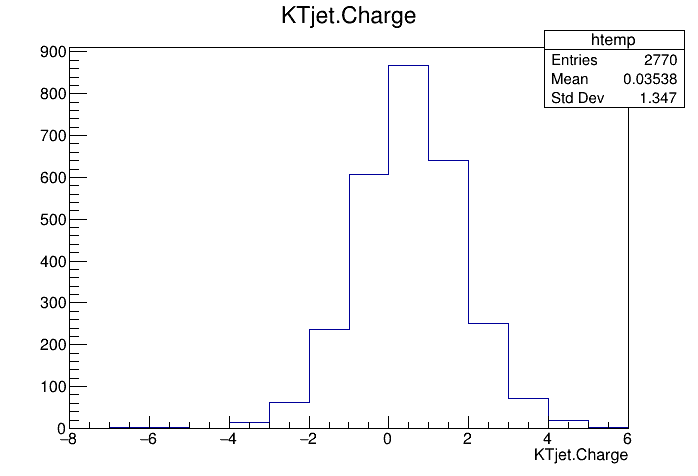 KTjet.Charge
htemp
Entries 2770
Mean 0.03538
Std Dev 1.347
900
800
700
600
500
400
300
200
100
0
−8 −6 −4 −2 0 2 4 6
KTjet.Charge